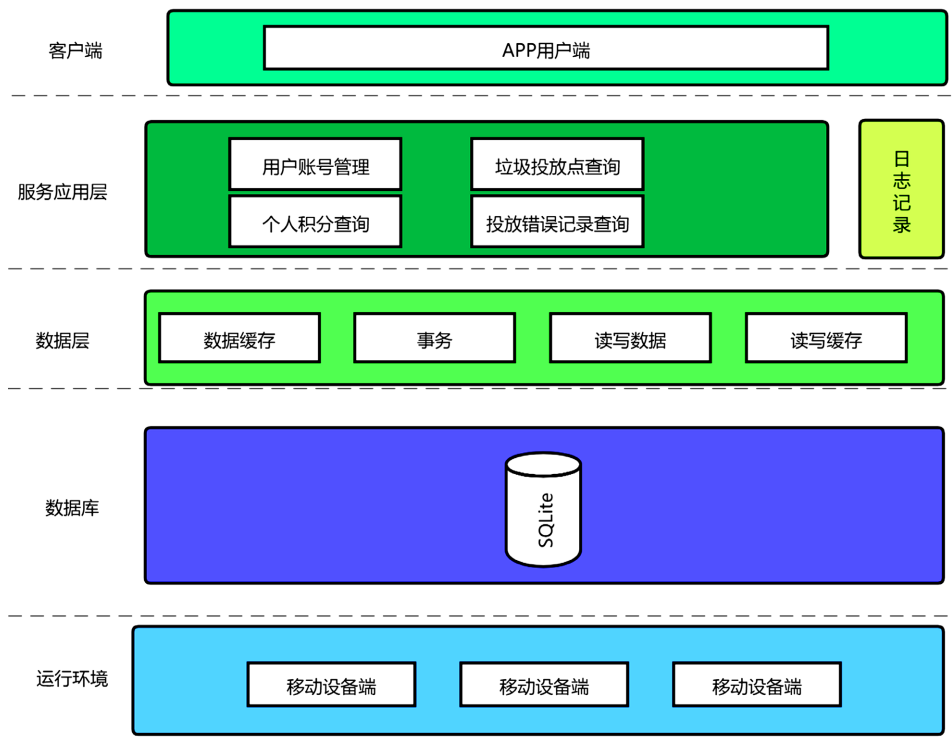 客户端
APP用户端
服务应用层
用户账号管理
垃圾投放点查询
个人积分查询
投放错误记录查询
日志记录
数据层
数据缓存
事务
读写数据
读写缓存
数据库
SQLite
运行环境
移动设备端
移动设备端
移动设备端